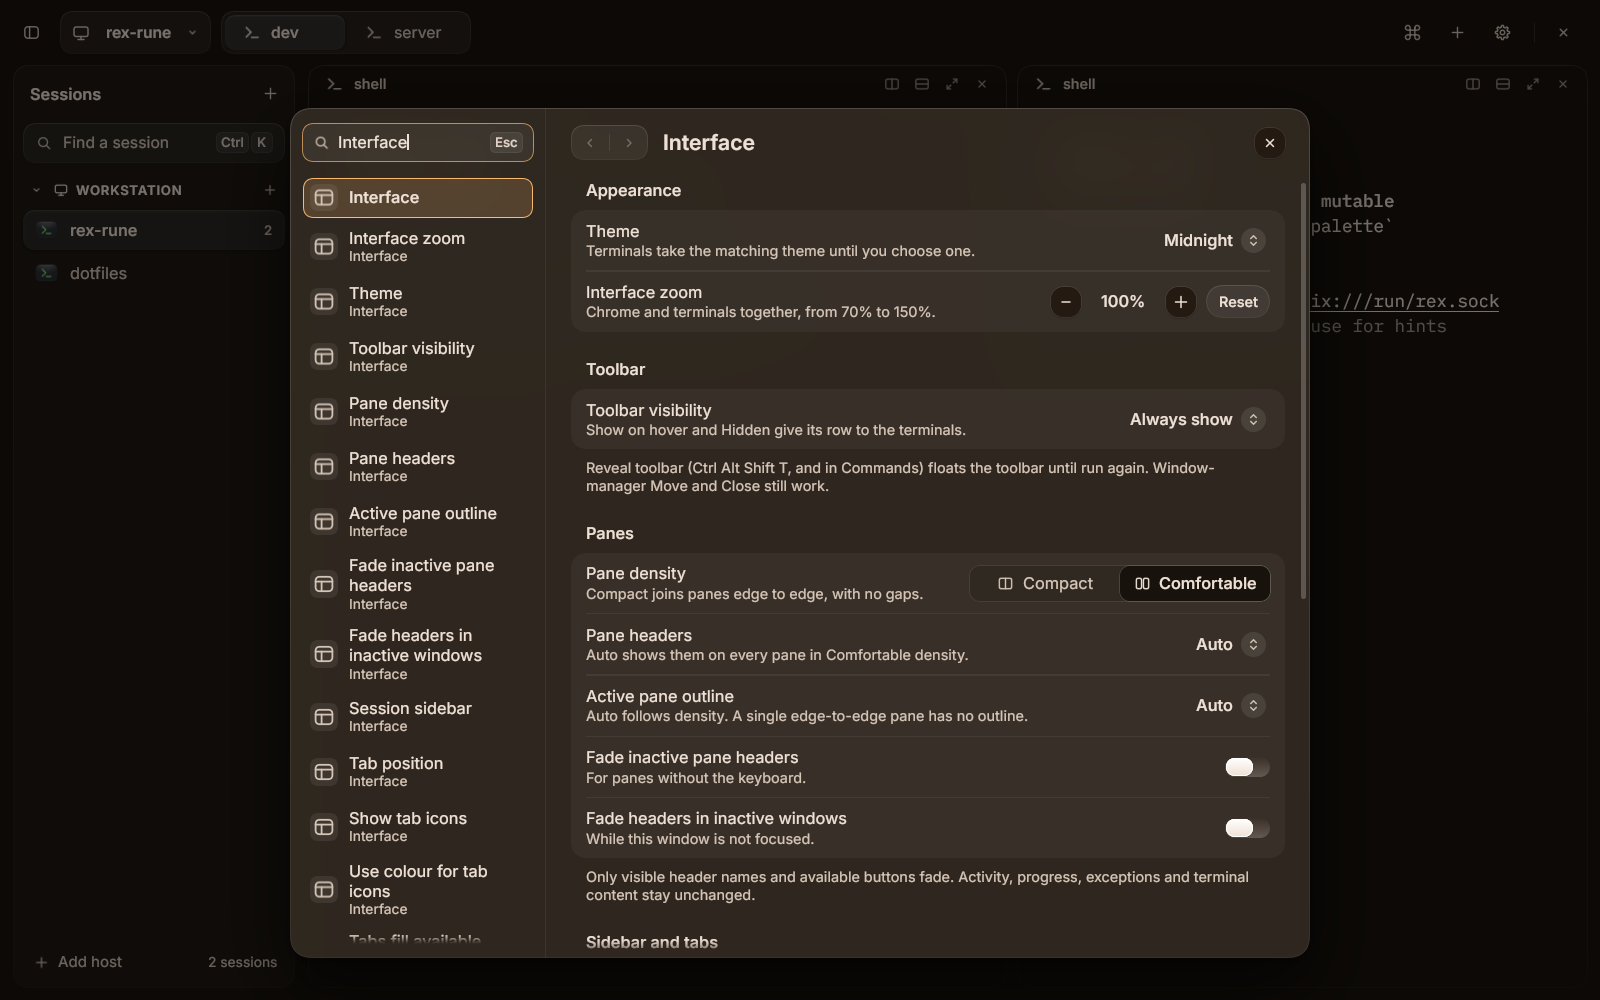 rex-rune
dev
server
Sessions
Find a session
Ctrl K
WORKSTATION
rex-rune 2
dotfiles
Add host
2 sessions
shell
shell
mutable
palette`
ix:///run/rex.sock
use for hints
Interface
Esc
Interface
Interface zoom
Interface
Theme
Interface
Toolbar visibility
Interface
Pane density
Interface
Pane headers
Interface
Active pane outline
Interface
Fade inactive pane
headers
Interface
Fade headers in
inactive windows
Interface
Session sidebar
Interface
Tab position
Interface
Show tab icons
Interface
Use colour for tab
icons
Interface
Tabs fill available
Interface
Appearance
Theme
Terminals take the matching theme until you choose one.
Midnight
Interface zoom
Chrome and terminals together, from 70% to 150%.
100%
Reset
Toolbar
Toolbar visibility
Show on hover and Hidden give its row to the terminals.
Always show
Reveal toolbar (Ctrl Alt Shift T, and in Commands) floats the toolbar until run again. Window-
manager Move and Close still work.
Panes
Pane density
Compact joins panes edge to edge, with no gaps.
Compact
Comfortable
Pane headers
Auto shows them on every pane in Comfortable density.
Auto
Active pane outline
Auto follows density. A single edge-to-edge pane has no outline.
Auto
Fade inactive pane headers
For panes without the keyboard.
Fade headers in inactive windows
While this window is not focused.
Only visible header names and available buttons fade. Activity, progress, exceptions and terminal
content stay unchanged.
Sidebar and tabs